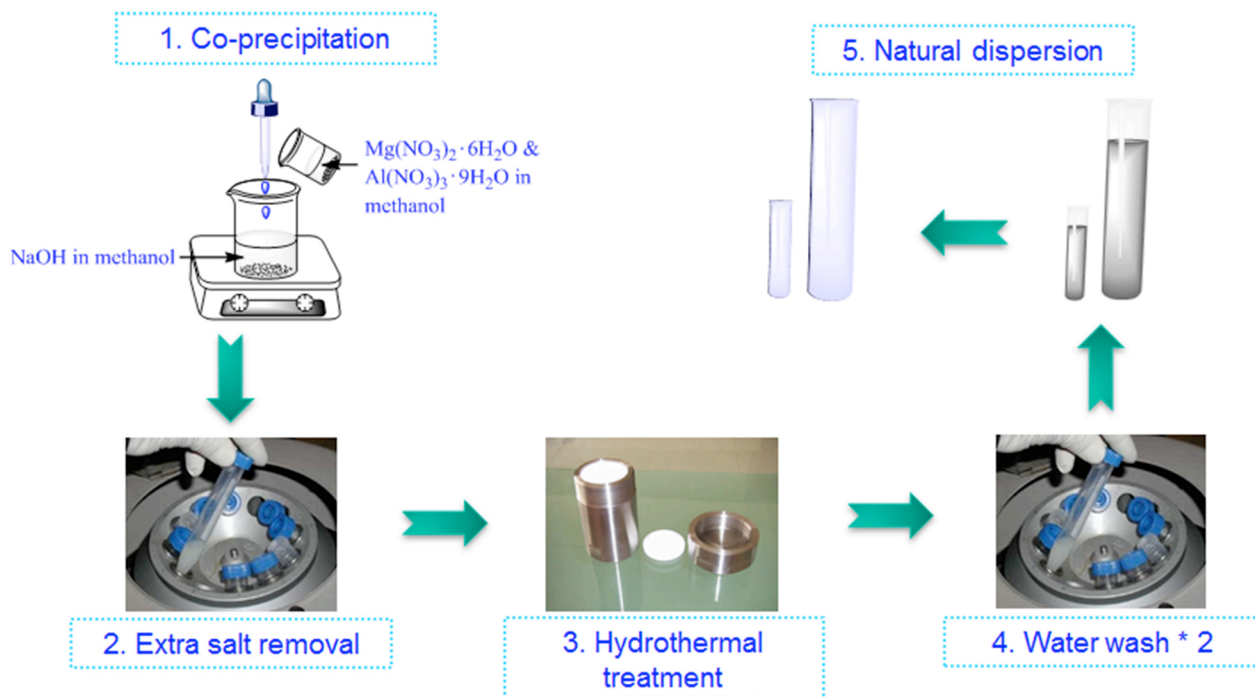 1. Co-precipitation
Mg(NO₃)₂·6H₂O &
Al(NO₃)₃·9H₂O in
methanol
NaOH in methanol
2. Extra salt removal
3. Hydrothermal
treatment
4. Water wash * 2
5. Natural dispersion